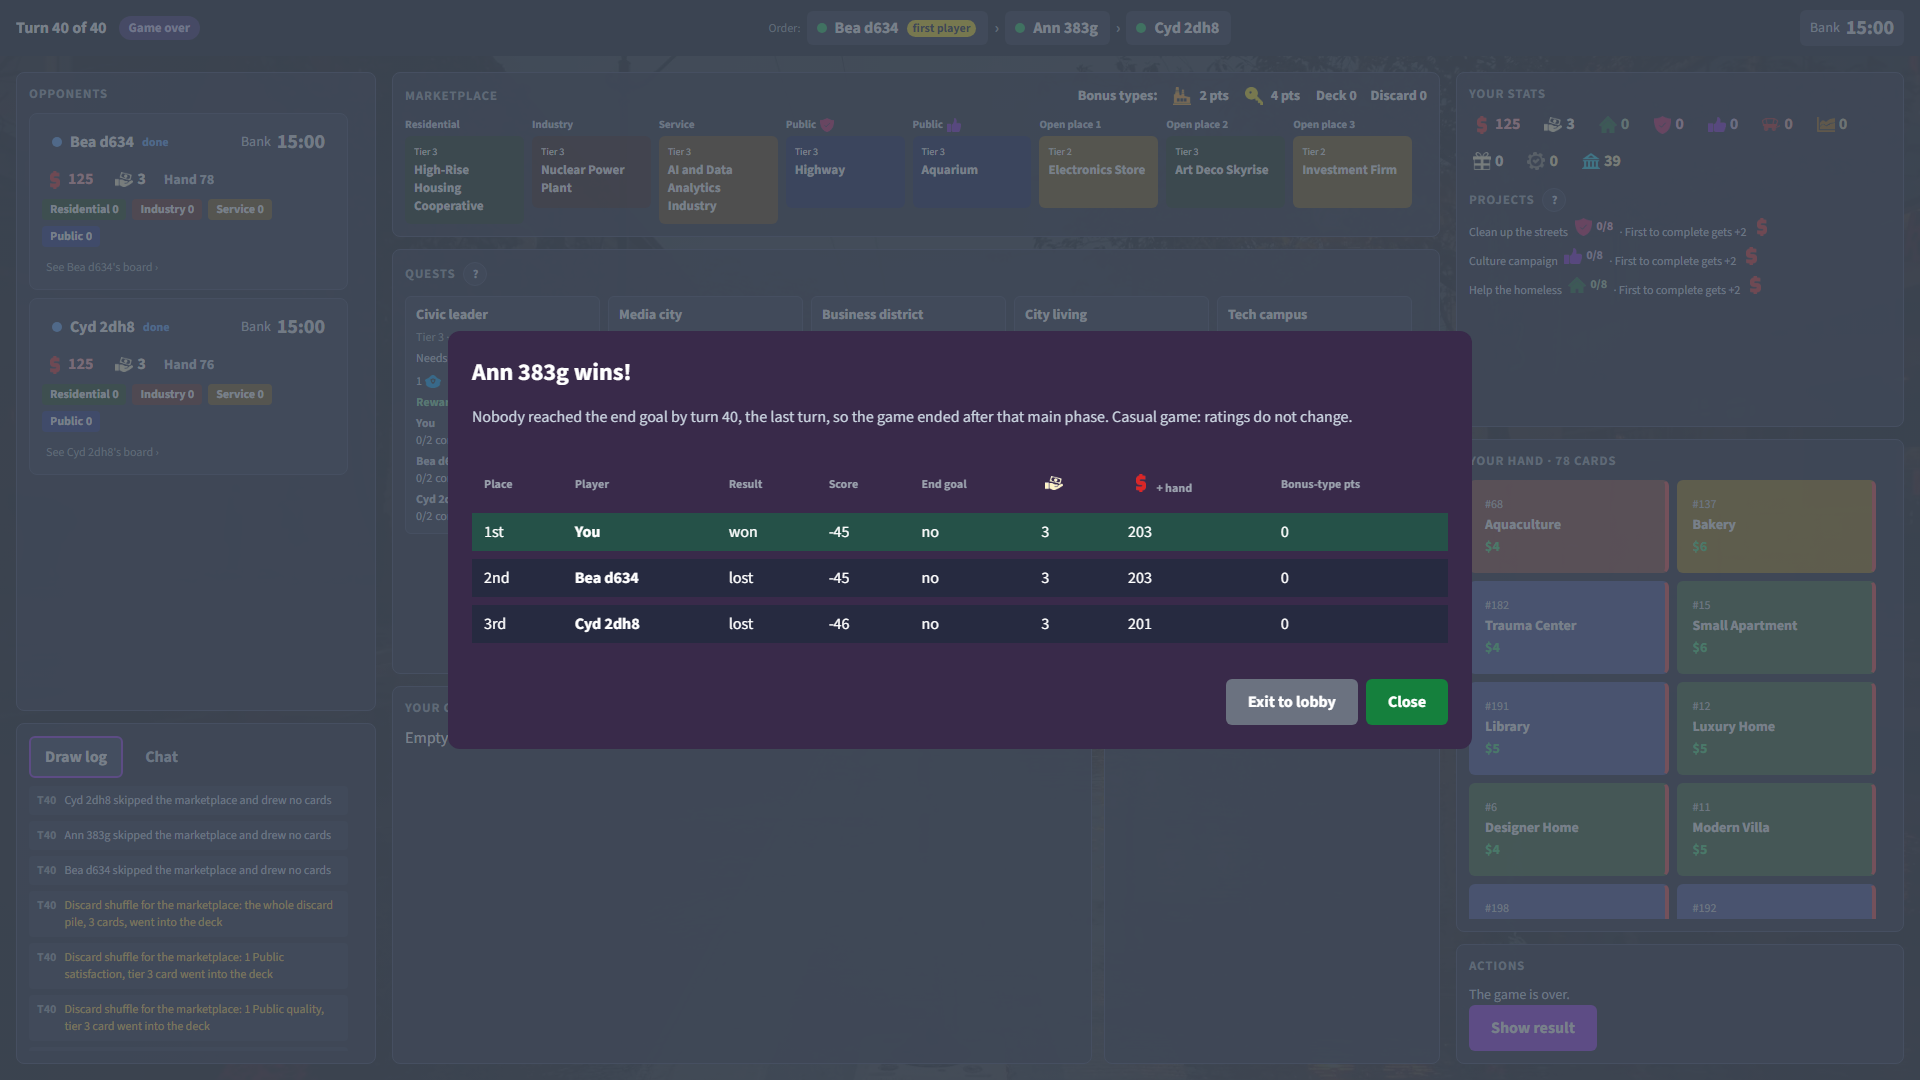 Turn 40 of 40 Game over
Order: Bea d634 first player › Ann 383g › Cyd 2dh8
Bank 15:00
OPPONENTS
Bea d634 done Bank 15:00
125 3 Hand 78
Residential 0 Industry 0 Service 0
Public 0
See Bea d634's board ›
Cyd 2dh8 done Bank 15:00
125 3 Hand 76
Residential 0 Industry 0 Service 0
Public 0
See Cyd 2dh8's board ›
Draw log Chat
T40 Cyd 2dh8 skipped the marketplace and drew no cards
T40 Ann 383g skipped the marketplace and drew no cards
T40 Bea d634 skipped the marketplace and drew no cards
T40 Discard shuffle for the marketplace: the whole discard
pile, 3 cards, went into the deck
T40 Discard shuffle for the marketplace: 1 Public
satisfaction, tier 3 card went into the deck
T40 Discard shuffle for the marketplace: 1 Public quality,
tier 3 card went into the deck
MARKETPLACE
Bonus types: 2 pts 4 pts Deck 0 Discard 0
Residential Industry Service Public Public Open place 1 Open place 2 Open place 3
Tier 3
High-Rise
Housing
Cooperative
Tier 3
Nuclear Power
Plant
Tier 3
AI and Data
Analytics
Industry
Tier 3
Highway
Tier 3
Aquarium
Tier 2
Electronics Store
Tier 3
Art Deco Skyrise
Tier 2
Investment Firm
QUESTS ?
Civic leader Media city Business district City living Tech campus
Tier 3
Needs
1
You
0/2
0/2
0/2
Ann 383g wins!
Nobody reached the end goal by turn 40, the last turn, so the game ended after that main phase. Casual game: ratings do not change.
Place Player Result Score End goal $ + hand Bonus-type pts
1st You won -45 no 3 203 0
2nd Bea d634 lost -45 no 3 203 0
3rd Cyd 2dh8 lost -46 no 3 201 0
Exit to lobby Close
YOUR
Empty
YOUR STATS
$ 125 3 0 0 0 0 0
0 0 39
PROJECTS ?
Clean up the streets 0/8 · First to complete gets +2 $
Culture campaign 0/8 · First to complete gets +2 $
Help the homeless 0/8 · First to complete gets +2 $
YOUR HAND - 78 CARDS
#68
Aquaculture
$4
#137
Bakery
$6
#182
Trauma Center
$4
#15
Small Apartment
$6
#191
Library
$5
#12
Luxury Home
$5
#6
Designer Home
$4
#11
Modern Villa
$5
#198 #192
ACTIONS
The game is over.
Show result